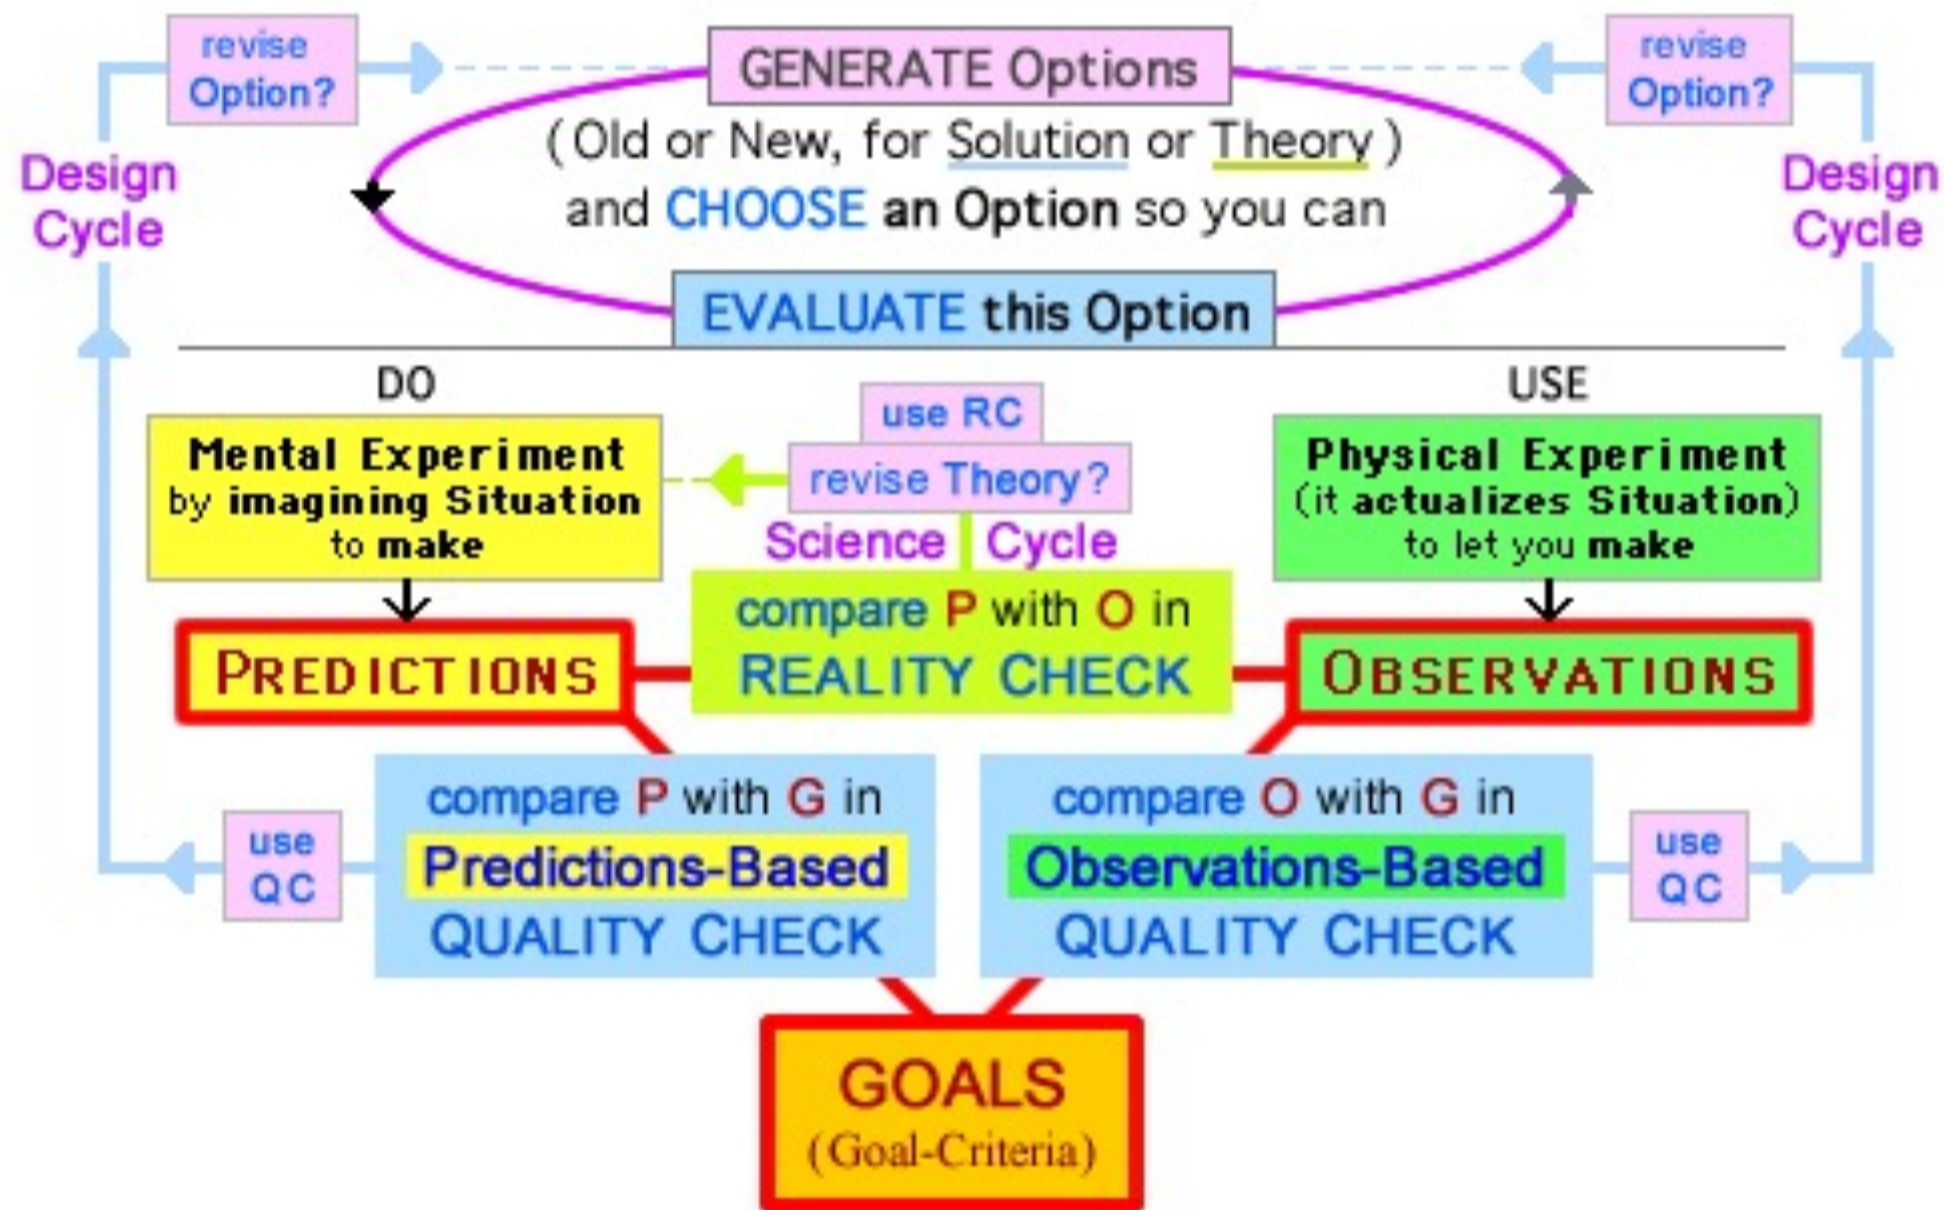 revise
Option?
GENERATE Options
revise
Option?
(Old or New, for Solution or Theory)
and CHOOSE an Option so you can
Design
Cycle
Design
Cycle
EVALUATE this Option
DO
USE
Mental Experiment
by imagining Situation
to make
use RC
revise Theory?
Science Cycle
Physical Experiment
(it actualizes Situation)
to let you make
PREDICTIONS
compare P with O in
REALITY CHECK
OBSERVATIONS
use
QC
compare P with G in
Predictions-Based
QUALITY CHECK
compare O with G in
Observations-Based
QUALITY CHECK
use
QC
GOALS
(Goal-Criteria)